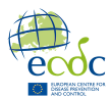 ecdc
EUROPEAN CENTRE FOR
DISEASE PREVENTION
AND CONTROL